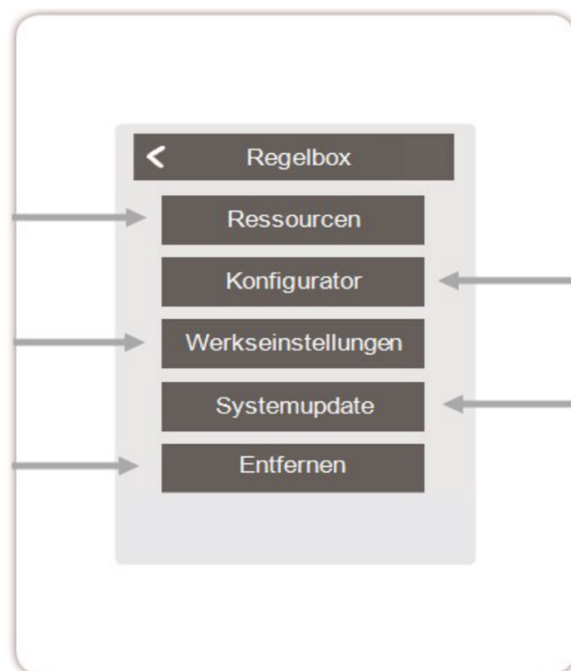 Regelbox
Ressourcen
Konfigurator
Werkseinstellungen
Systemupdate
Entfernen